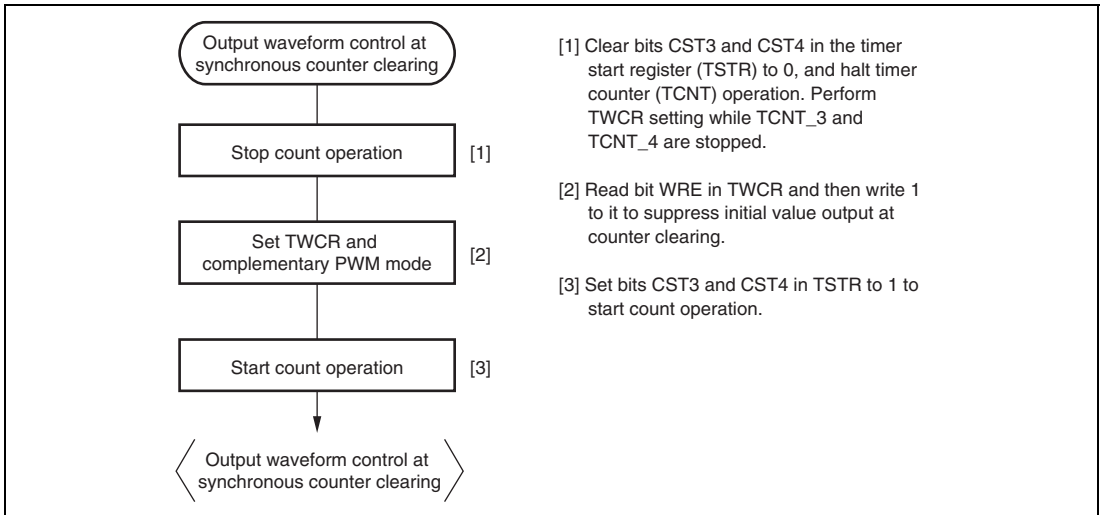 Output waveform control at
synchronous counter clearing
Stop count operation
[1]
Set TWCR and
complementary PWM mode
[2]
Start count operation
[3]
Output waveform control at
synchronous counter clearing
[1] Clear bits CST3 and CST4 in the timer
start register (TSTR) to 0, and halt timer
counter (TCNT) operation. Perform
TWCR setting while TCNT_3 and
TCNT_4 are stopped.
[2] Read bit WRE in TWCR and then write 1
to it to suppress initial value output at
counter clearing.
[3] Set bits CST3 and CST4 in TSTR to 1 to
start count operation.